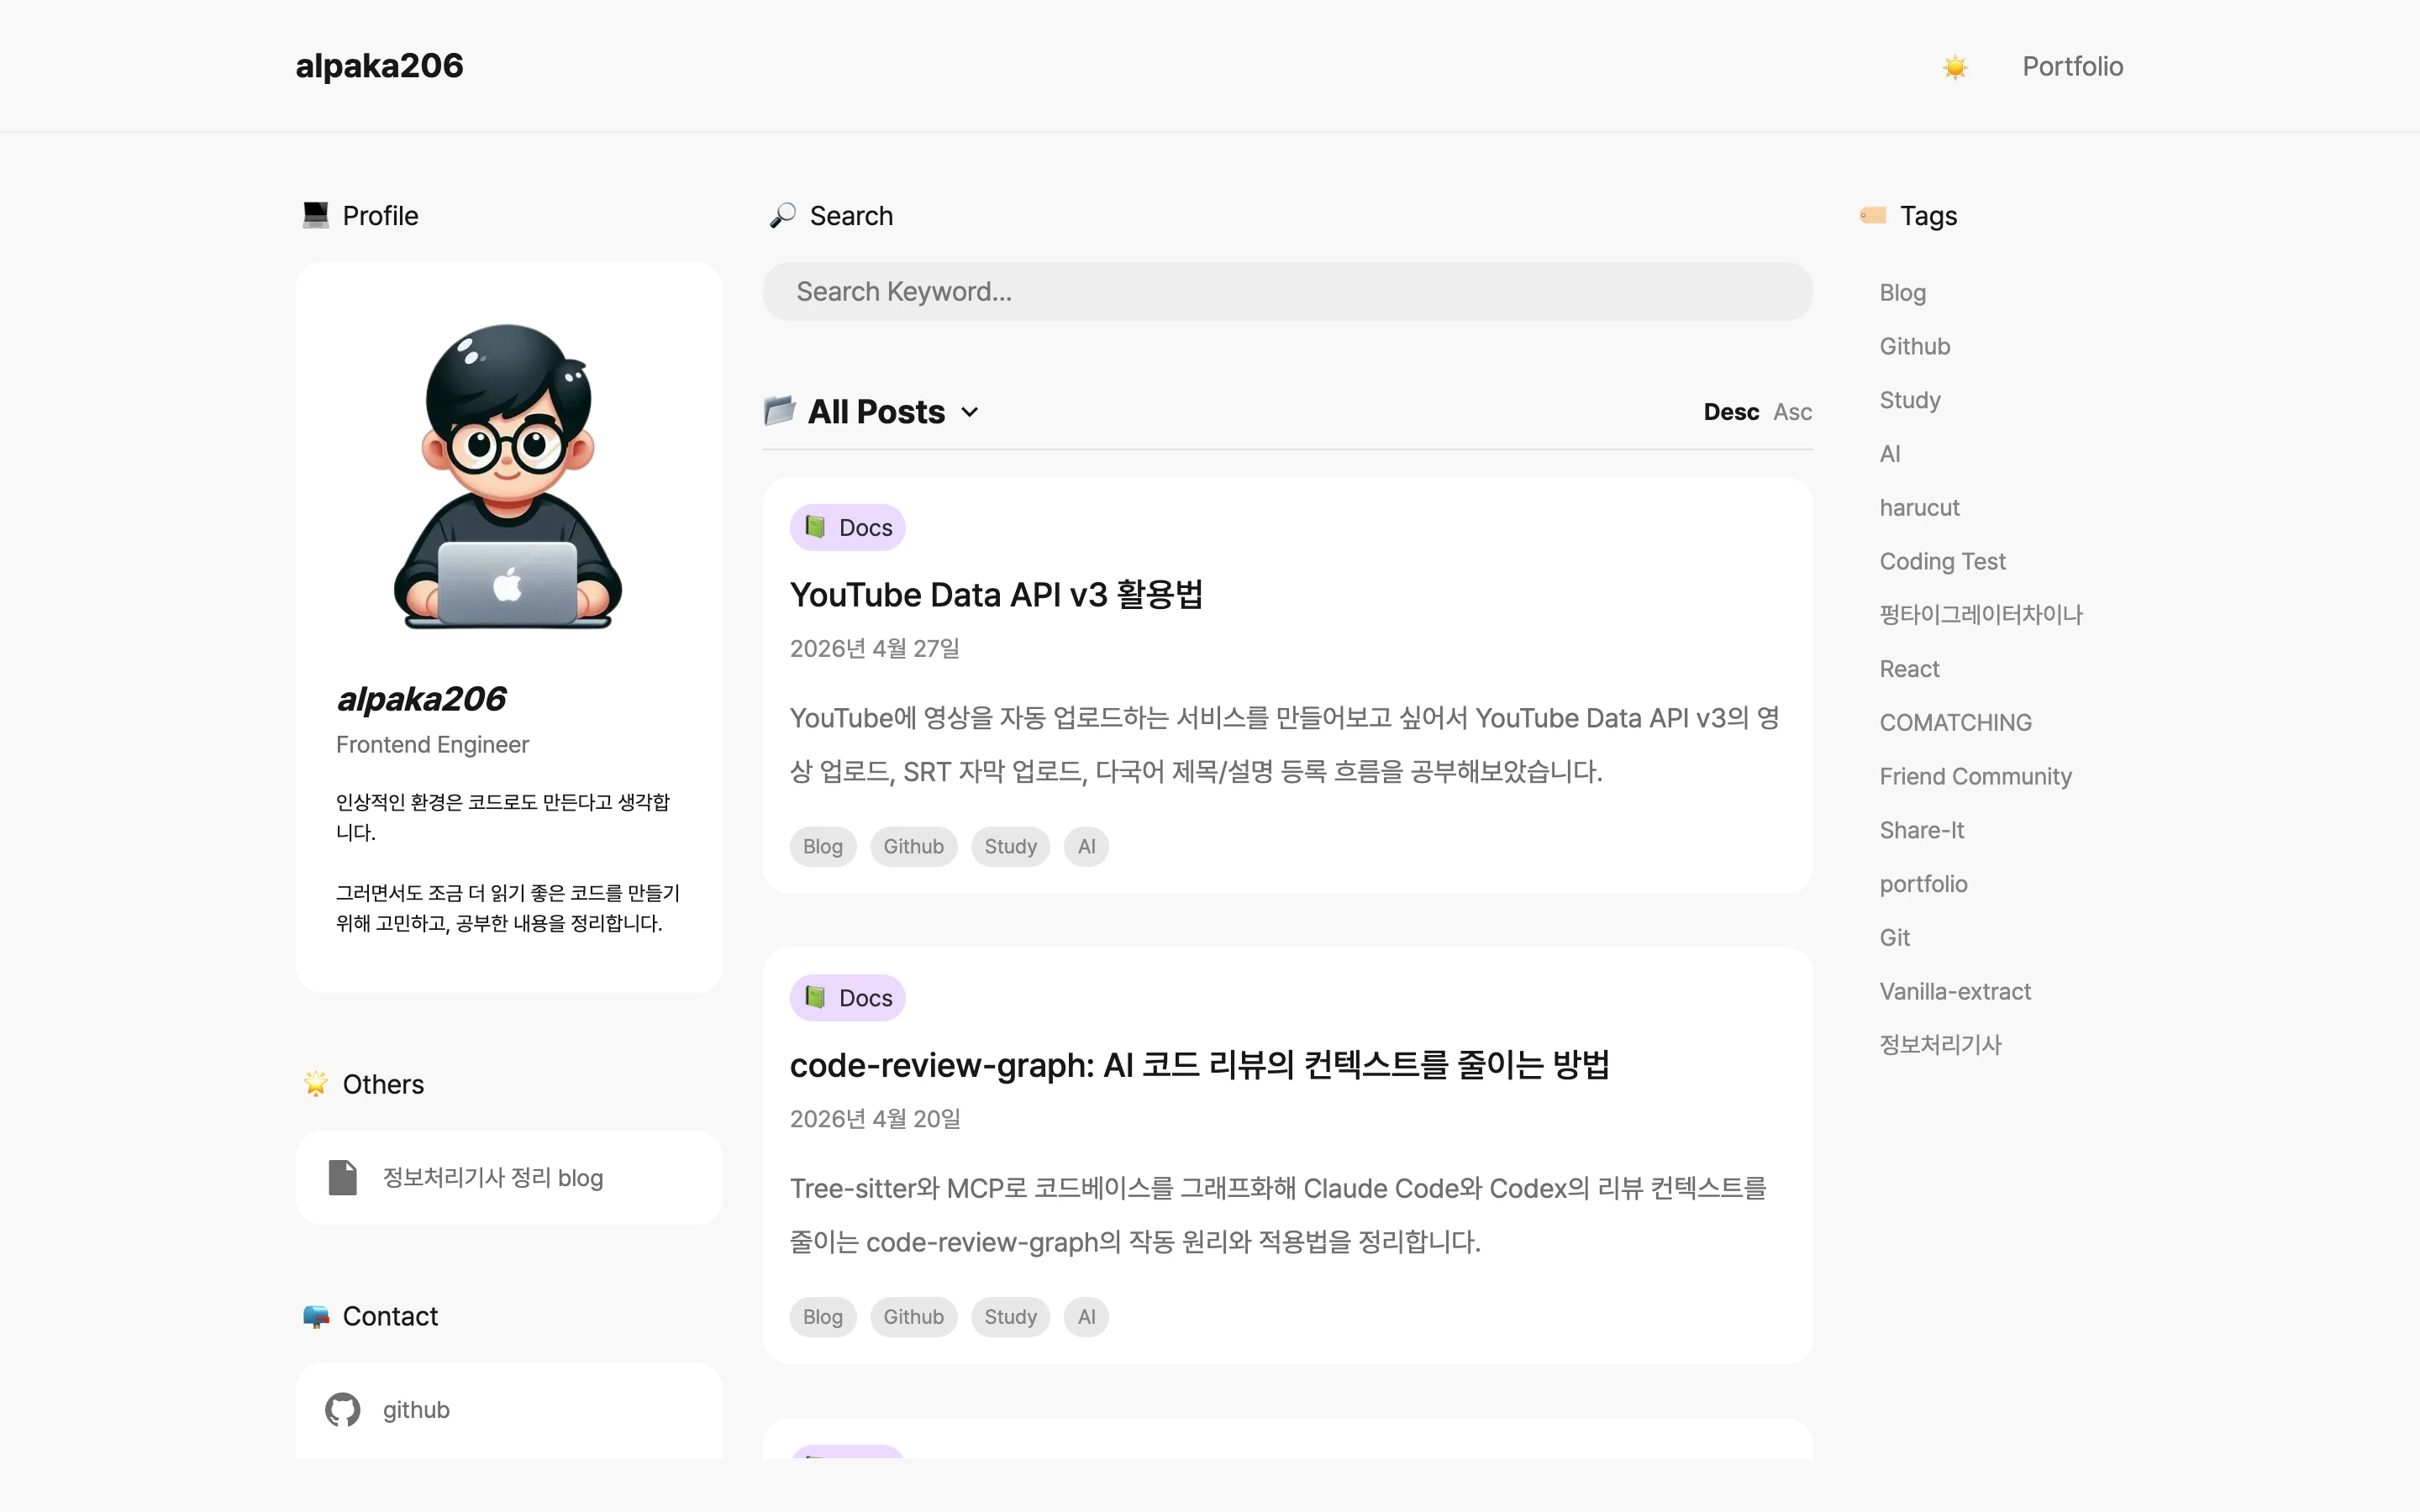 alpaka206
Portfolio
Profile
alpaka206
Frontend Engineer
인상적인 환경은 코드로도 만든다고 생각합
니다.
그러면서도 조금 더 읽기 좋은 코드를 만들기
위해 고민하고, 공부한 내용을 정리합니다.
Others
정보처리기사 정리 blog
Contact
github
Search
Search Keyword...
All Posts
Desc Asc
Docs
YouTube Data API v3 활용법
2026년 4월 27일
YouTube에 영상을 자동 업로드하는 서비스를 만들어보고 싶어서 YouTube Data API v3의 영
상 업로드, SRT 자막 업로드, 다국어 제목/설명 등록 흐름을 공부해보았습니다.
Blog Github Study AI
Docs
code-review-graph: AI 코드 리뷰의 컨텍스트를 줄이는 방법
2026년 4월 20일
Tree-sitter와 MCP로 코드베이스를 그래프화해 Claude Code와 Codex의 리뷰 컨텍스트를
줄이는 code-review-graph의 작동 원리와 적용법을 정리합니다.
Blog Github Study AI
Tags
Blog
Github
Study
AI
harucut
Coding Test
펑타이그레이터차이나
React
COMATCHING
Friend Community
Share-It
portfolio
Git
Vanilla-extract
정보처리기사